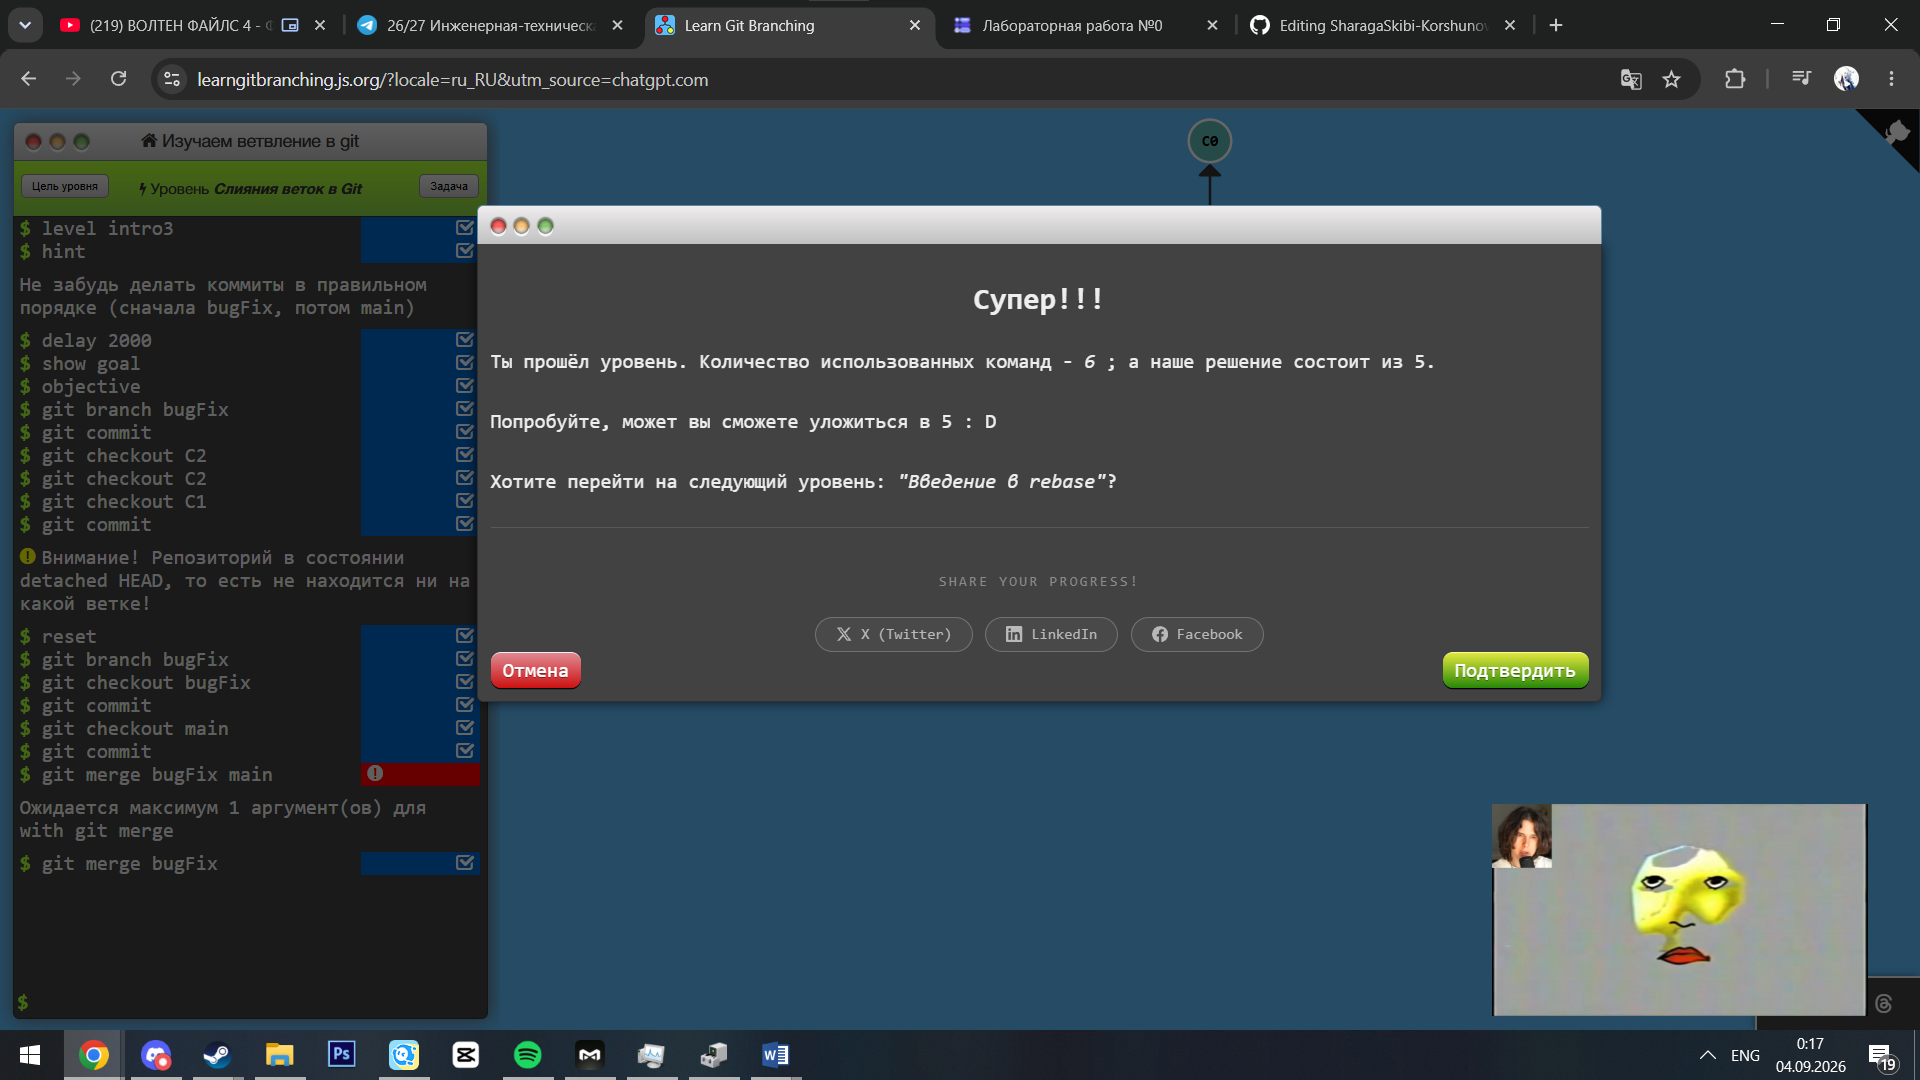 (219) ВОЛТЕН ФАЙЛС 4 - Ф
26/27 Инженерная-техническа
Learn Git Branching
Лабораторная работа №0
Editing SharagaSkibi-Korshunov
learngitbranching.js.org/?locale=ru_RU&utm_source=chatgpt.com
Изучаем ветвление в git
Цель уровня
Уровень Слияния веток в Git
Задача
$ level intro3
$ hint
Не забудь делать коммиты в правильном
порядке (сначала bugFix, потом main)
$ delay 2000
$ show goal
$ objective
$ git branch bugFix
$ git commit
$ git checkout C2
$ git checkout C2
$ git checkout C1
$ git commit
Внимание! Репозиторий в состоянии
detached HEAD, то есть не находится ни на
какой ветке!
$ reset
$ git branch bugFix
$ git checkout bugFix
$ git commit
$ git checkout main
$ git commit
$ git merge bugFix main
Ожидается максимум 1 аргумент(ов) для
with git merge
$ git merge bugFix
$
C0
Супер!!!
Ты прошёл уровень. Количество использованных команд - 6 ; а наше решение состоит из 5.
Попробуйте, может вы сможете уложиться в 5 : D
Хотите перейти на следующий уровень: "Введение в rebase"?
SHARE YOUR PROGRESS!
X (Twitter)
LinkedIn
Facebook
Отмена
Подтвердить
Ps
ENG
0:17
04.09.2026
19